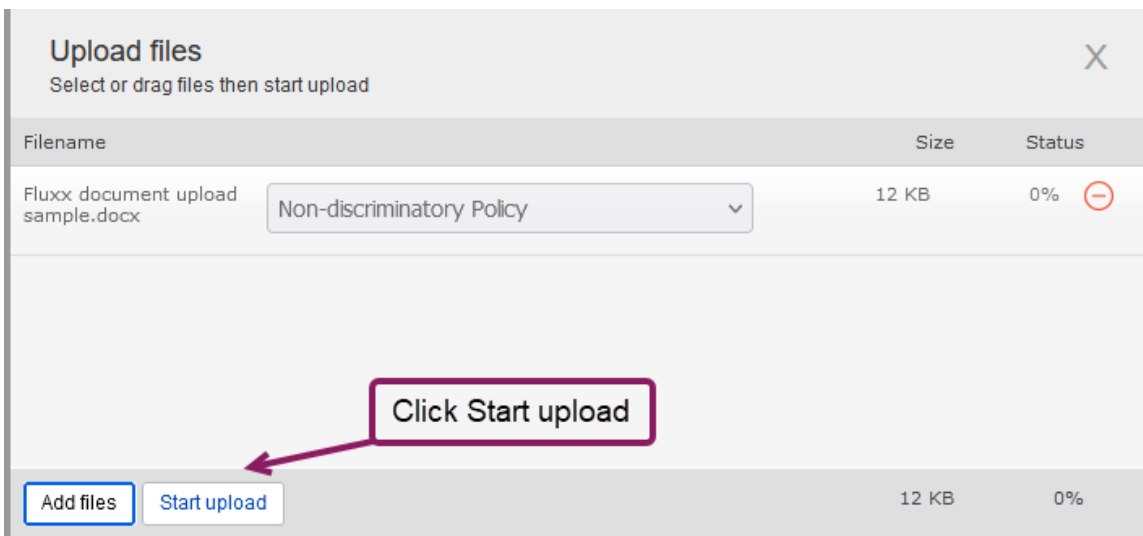 Upload files
X
Select or drag files then start upload
Filename Size Status
Fluxx document upload
sample.docx
Non-discriminatory Policy
12 KB 0%
Click Start upload
Add files Start upload 12 KB 0%